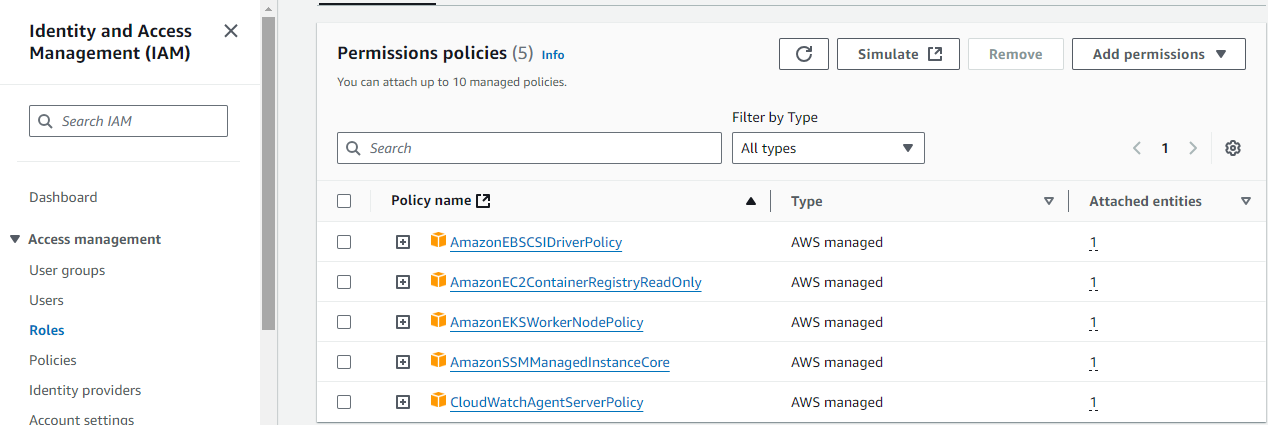 Identity and Access
Management (IAM)
Search IAM
Dashboard
Access management
User groups
Users
Roles
Policies
Identity providers
Account settings
Permissions policies (5) Info
Simulate
Remove
Add permissions
You can attach up to 10 managed policies.
Filter by Type
Search
All types
1
Policy name Type Attached entities
AmazonEBSCSIDriverPolicy AWS managed 1
AmazonEC2ContainerRegistryReadOnly AWS managed 1
AmazonEKSWorkerNodePolicy AWS managed 1
AmazonSSMManagedInstanceCore AWS managed 1
CloudWatchAgentServerPolicy AWS managed 1